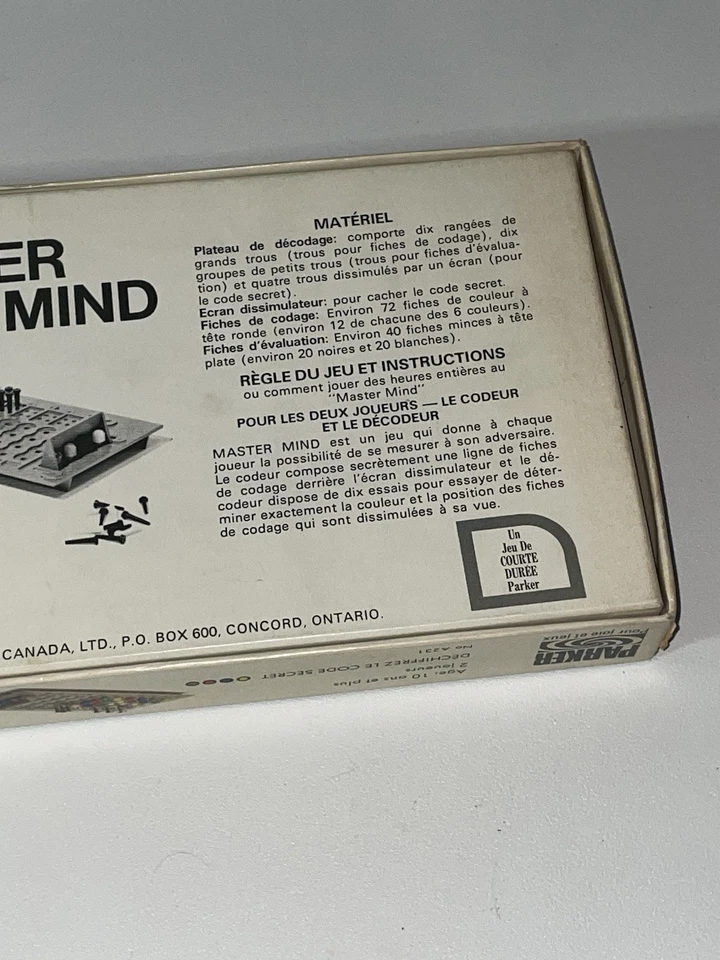 ER
MIND
MATÉRIEL
Plateau de décodage: comporte dix rangées de
grands trous (trous pour fiches de codage), dix
groupes de petits trous (trous pour fiches d'évalua-
tion) et quatre trous dissimulés par un écran (pour
le code secret).
Ecran dissimulateur: pour cacher le code secret.
Fiches de codage: Environ 72 fiches de couleur à
tête ronde (environ 12 de chacune des 6 couleurs).
Fiches d'évaluation: Environ 40 fiches minces à tête
plate (environ 20 noires et 20 blanches).
RÈGLE DU JEU ET INSTRUCTIONS
ou comment jouer des heures entières au
"Master Mind"
POUR LES DEUX JOUEURS — LE CODEUR
ET LE DÉCODEUR
MASTER MIND est un jeu qui donne à chaque
joueur la possibilité de se mesurer à son adversaire.
Le codeur compose secrètement une ligne de fiches
de codage derrière l'écran dissimulateur et le dé-
codeur dispose de dix essais pour essayer de déter-
miner exactement la couleur et la position des fiches
de codage qui sont dissimulées à sa vue.
Un
Jeu De
COURTE
DURÉE
Parker
CANADA, LTD., P.O. BOX 600, CONCORD, ONTARIO.
PARKER
Pour joie et jeux
No A231
DÉCHIFFREZ LE CODE SECRET
2 joueurs
Age: 10 ans et plus